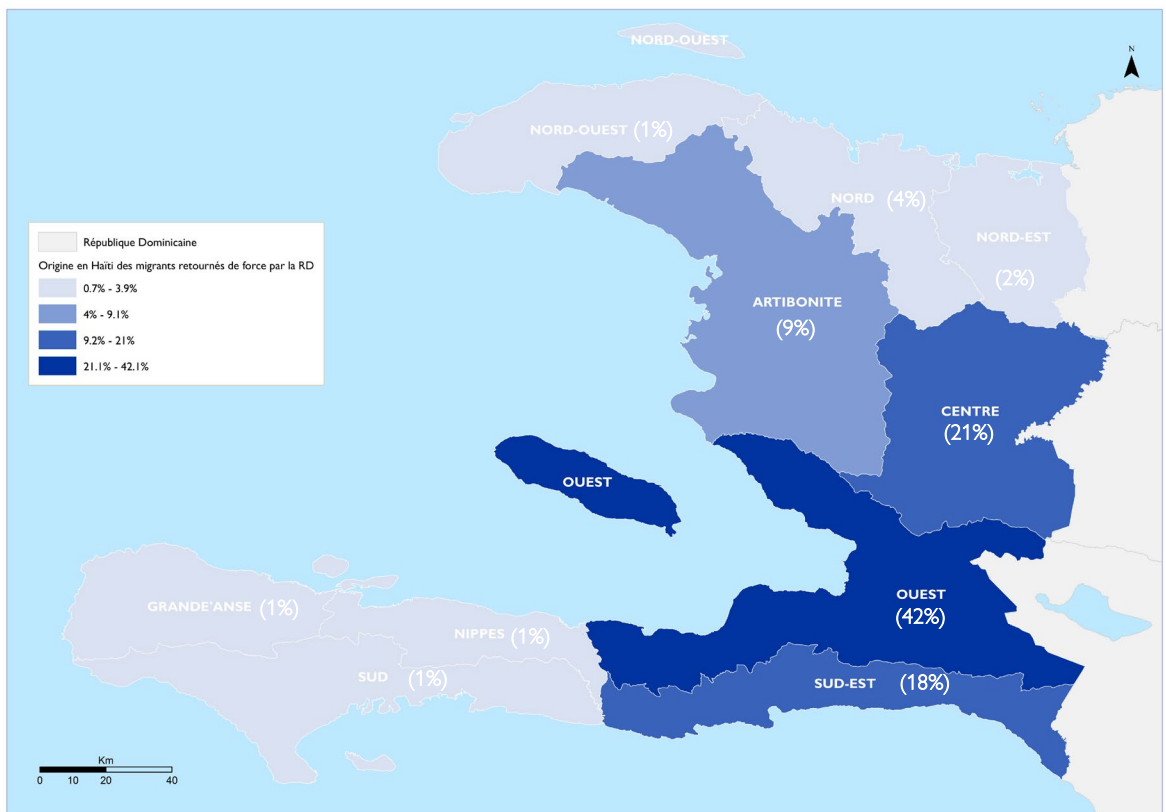 NORD-OUEST
N
NORD-OUEST (1%)
NORD (4%)
NORD-EST
(2%)
République Dominicaine
Origine en Haïti des migrants retournés de force par la RD
0.7% - 3.9%
4% - 9.1%
9.2% - 21%
21.1% - 42.1%
ARTIBONITE
(9%)
CENTRE
(21%)
OUEST
OUEST
(42%)
GRANDE'ANSE (1%)
NIPPES (1%)
SUD (1%)
SUD-EST (18%)
Km
0 10 20 40